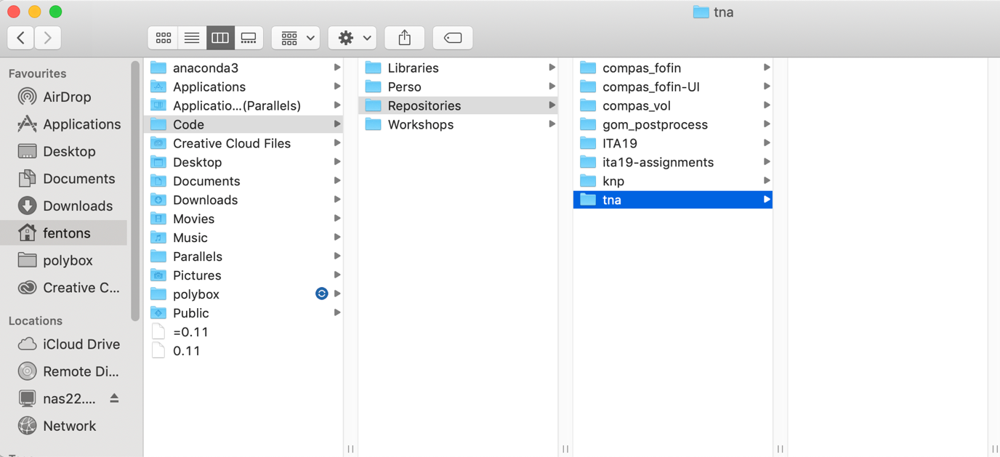 tna
Favourites
AirDrop
Applications
Desktop
Documents
Downloads
fentons
polybox
Creative C...
Locations
iCloud Drive
Remote Di...
nas22....
Network
anaconda3
Applications
Applicatio...(Parallels)
Code
Creative Cloud Files
Desktop
Documents
Downloads
Movies
Music
Parallels
Pictures
polybox
Public
=0.11
0.11
Libraries
Perso
Repositories
Workshops
compas_fofin
compas_fofin-UI
compas_vol
gom_postprocess
ITA19
ita19-assignments
knp
tna